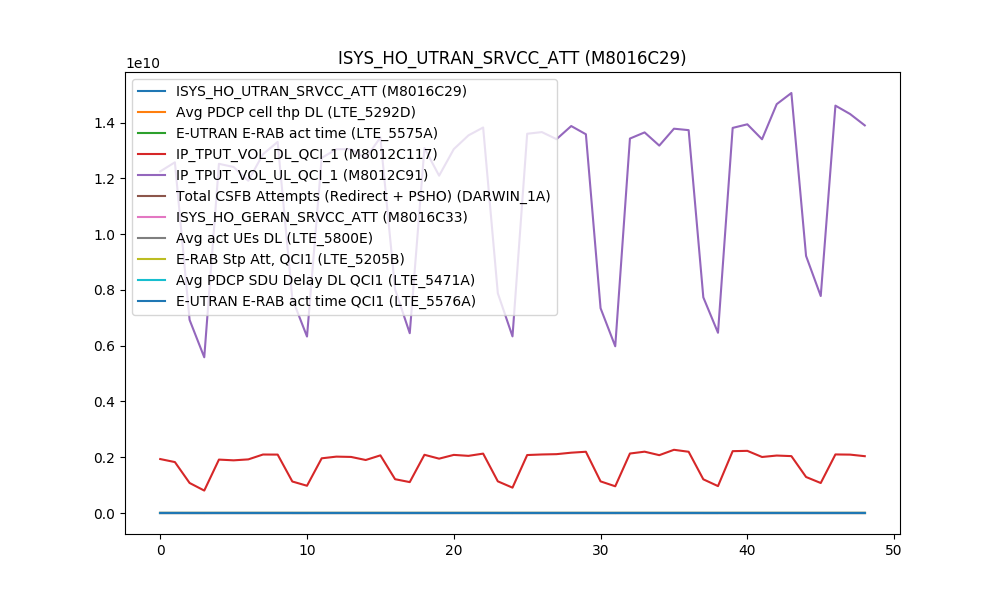 ISYS_HO_UTRAN_SRVCC_ATT (M8016C29)
1e10
ISYS_HO_UTRAN_SRVCC_ATT (M8016C29)
Avg PDCP cell thp DL (LTE_5292D)
E-UTRAN E-RAB act time (LTE_5575A)
IP_TPUT_VOL_DL_QCI_1 (M8012C117)
IP_TPUT_VOL_UL_QCI_1 (M8012C91)
Total CSFB Attempts (Redirect + PSHO) (DARWIN_1A)
ISYS_HO_GERAN_SRVCC_ATT (M8016C33)
Avg act UEs DL (LTE_5800E)
E-RAB Stp Att, QCI1 (LTE_5205B)
Avg PDCP SDU Delay DL QCI1 (LTE_5471A)
E-UTRAN E-RAB act time QCI1 (LTE_5576A)
1.4
1.2
1.0
0.8
0.6
0.4
0.2
0.0
0 10 20 30 40 50